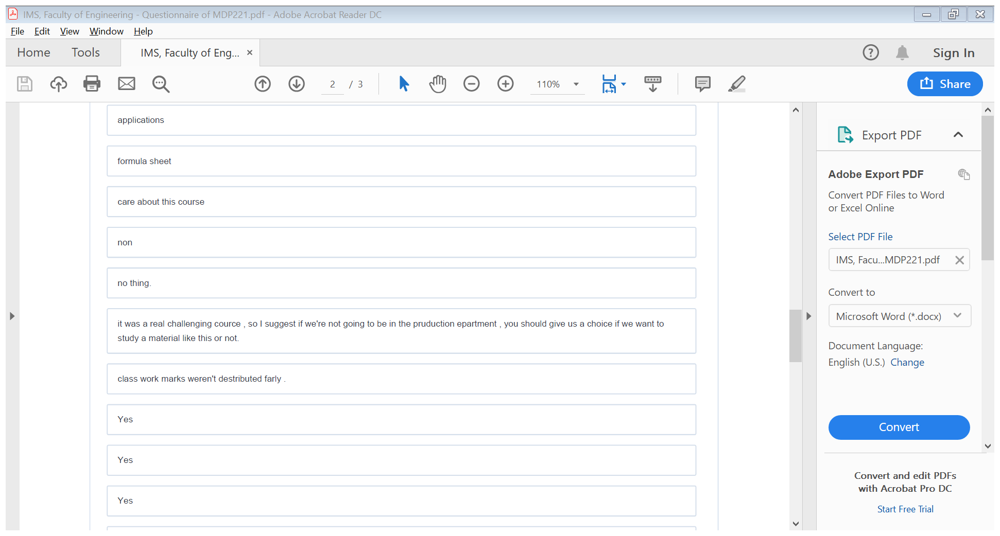 IMS, Faculty of Engineering - Questionnaire of MDP221.pdf - Adobe Acrobat Reader DC
File Edit View Window Help
Home Tools IMS, Faculty of Eng... × Sign In
2 / 3 110% Share
applications
formula sheet
care about this course
non
no thing.
it was a real challenging cource , so I suggest if we're not going to be in the pruduction epartment , you should give us a choice if we want to
study a material like this or not.
class work marks weren't destributed farly .
Yes
Yes
Yes
Export PDF
Adobe Export PDF
Convert PDF Files to Word
or Excel Online
Select PDF File
IMS, Facu...MDP221.pdf
Convert to
Microsoft Word (*.docx)
Document Language:
English (U.S.) Change
Convert
Convert and edit PDFs
with Acrobat Pro DC
Start Free Trial